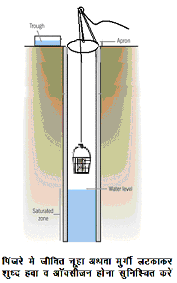 Trough
Apron
Water level
Saturated
zone
पिंजरे मे जीवित चूहा अथवा मुर्गी लटकाकर
शुध्द हवा व ऑक्सीजन होना सुनिश्चित करें